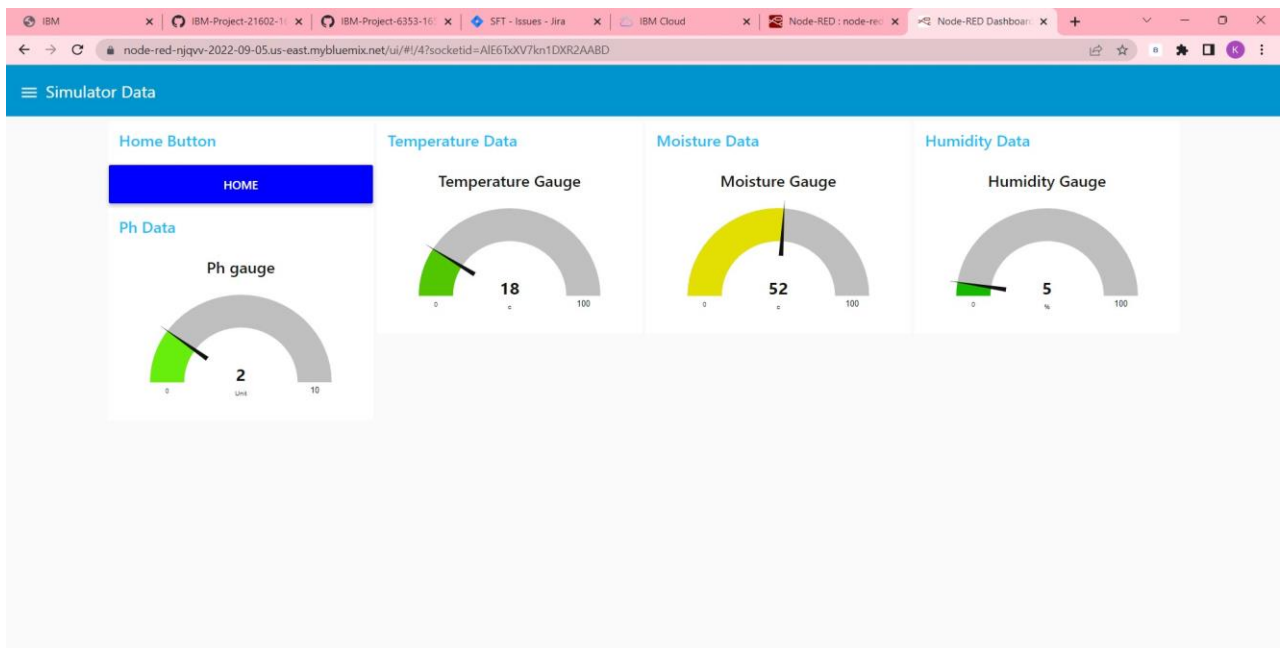 IBM
IBM-Project-21602-1
IBM-Project-6353-16
SFT - Issues - Jira
IBM Cloud
Node-RED : node-red
Node-RED Dashboar
node-red-njqvv-2022-09-05.us-east.mybluemix.net/ui/#!/4?socketid=AlE6TxXV7kn1DXR2AABD
B
K
Simulator Data
Home Button
HOME
Ph Data
Ph gauge
2
Unit
0
10
Temperature Data
Temperature Gauge
18
c
0
100
Moisture Data
Moisture Gauge
52
c
0
100
Humidity Data
Humidity Gauge
5
%
0
100